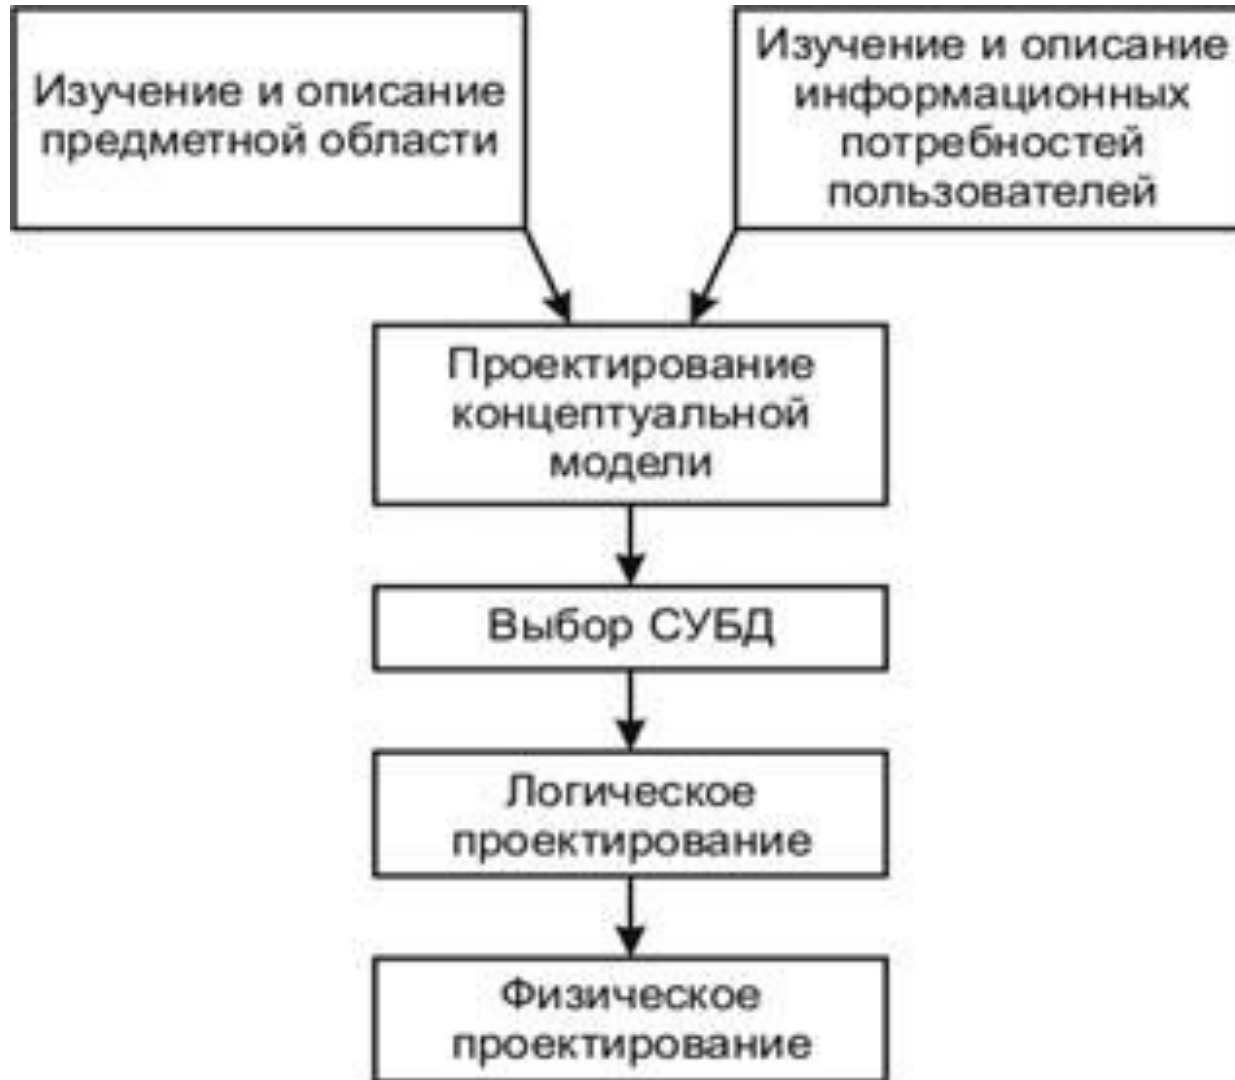 Изучение и описание
предметной области
Изучение и описание
информационных
потребностей
пользователей
Проектирование
концептуальной
модели
Выбор СУБД
Логическое
проектирование
Физическое
проектирование